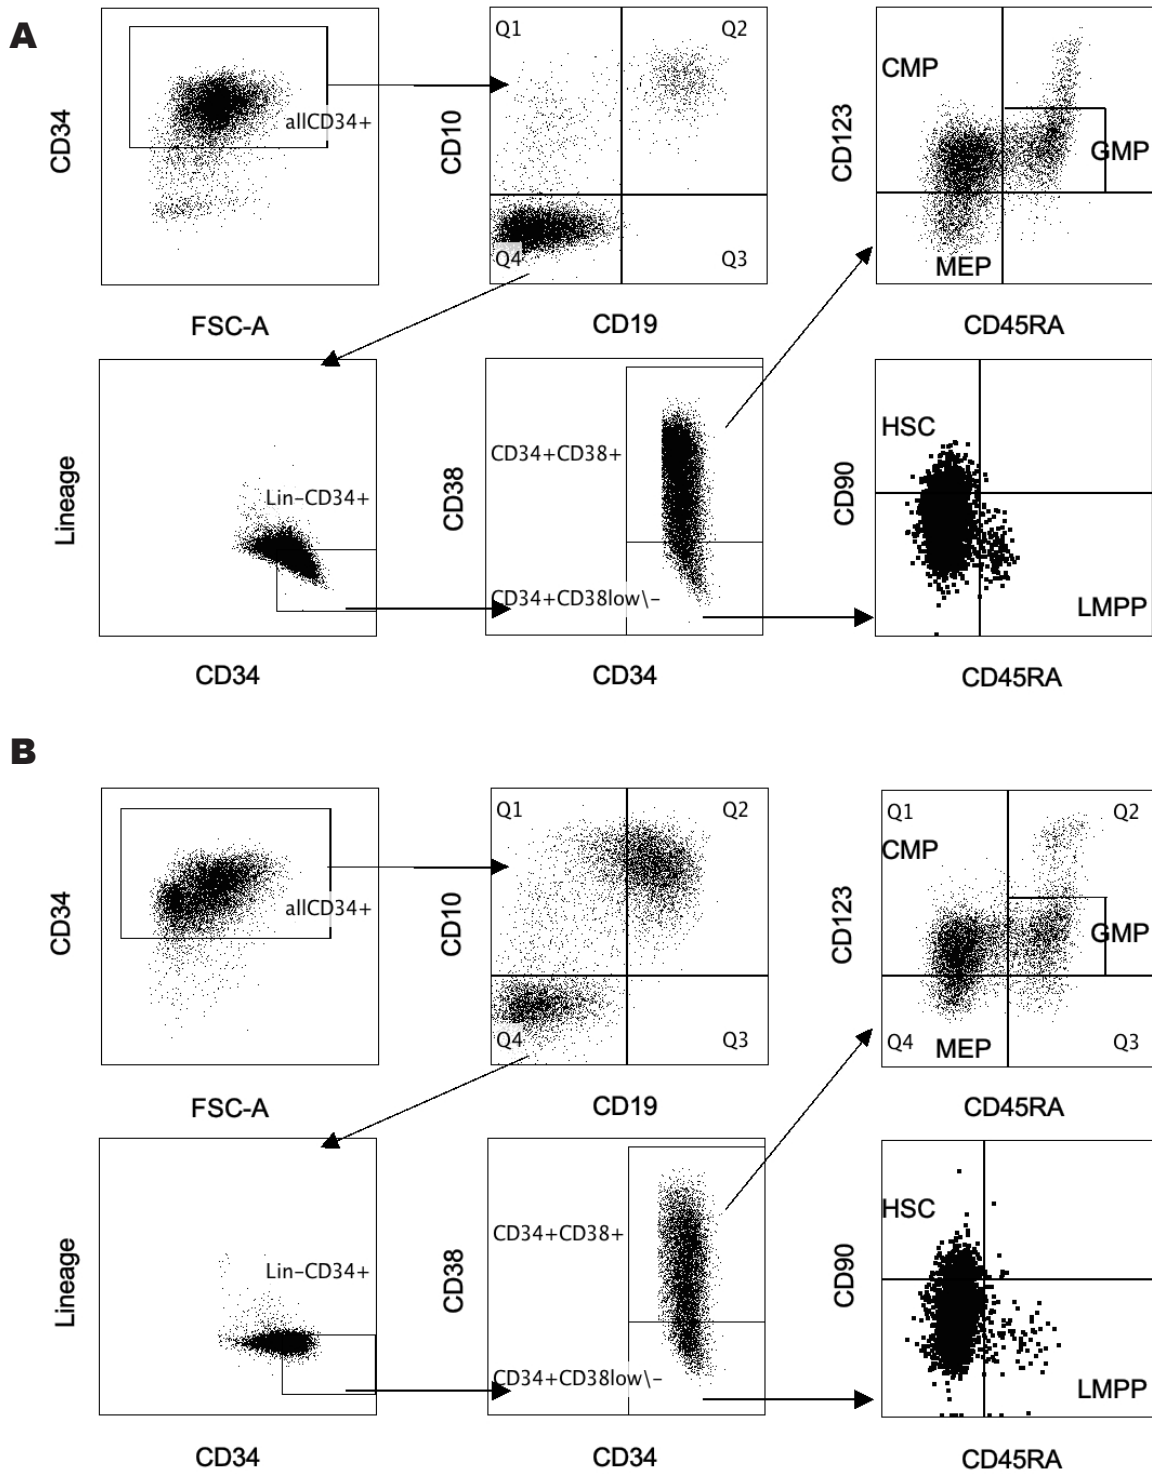 A
CD34
allCD34+
FSC-A
Q1
Q2
CD10
Q4
Q3
CD19
CMP
CD123
GMP
MEP
CD45RA
Lineage
Lin-CD34+
CD34
CD34+CD38+
CD38
CD34+CD38low\-
CD34
HSC
CD90
LMPP
CD45RA
B
CD34
allCD34+
FSC-A
Q1
Q2
CD10
Q4
Q3
CD19
Q1
Q2
CMP
CD123
GMP
Q4
MEP
Q3
CD45RA
Lineage
Lin-CD34+
CD34
CD34+CD38+
CD38
CD34+CD38low\-
CD34
HSC
CD90
LMPP
CD45RA